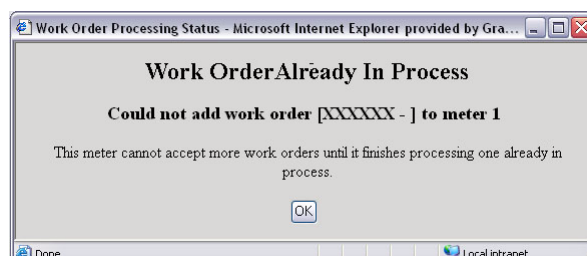 Work Order Processing Status - Microsoft Internet Explorer provided by Gra...
Work OrderAlready In Process
Could not add work order [XXXXXX - ] to meter 1
This meter cannot accept more work orders until it finishes processing one already in
process.
OK
Done
Local intranet